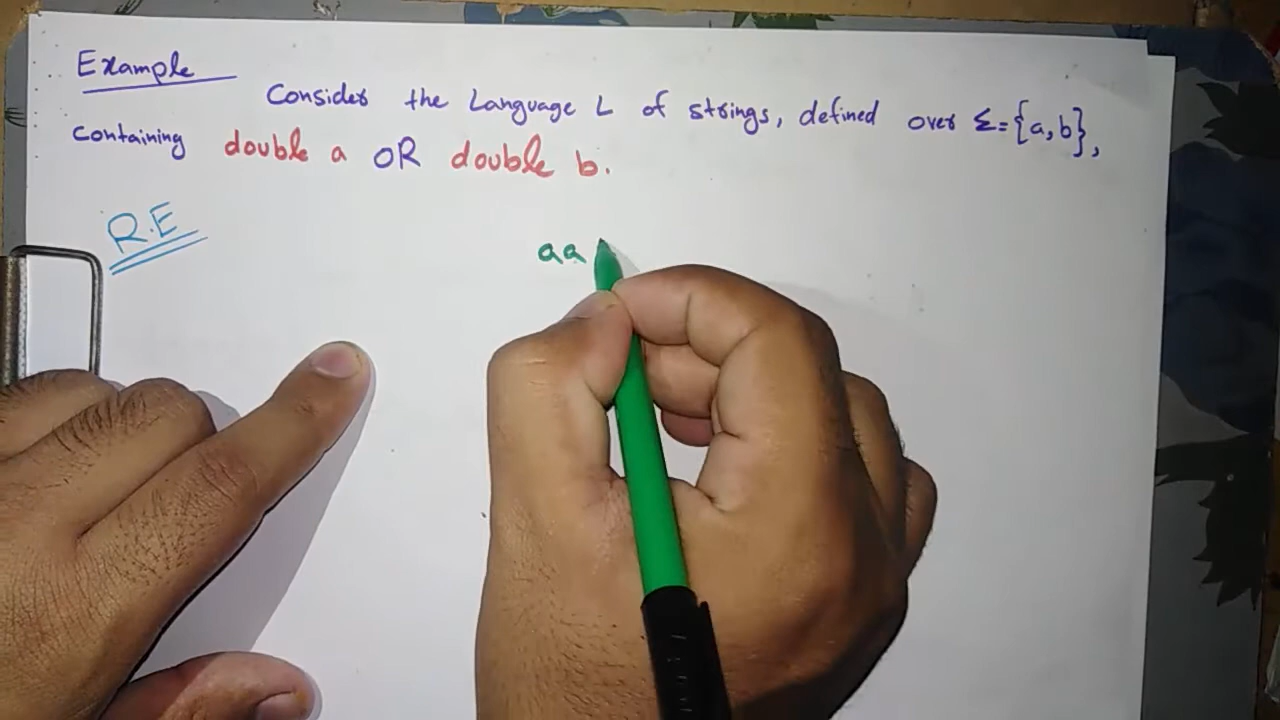 Example
Consider the Language L of strings, defined over Σ={a,b},
Containing double a OR double b.
R.E
aa